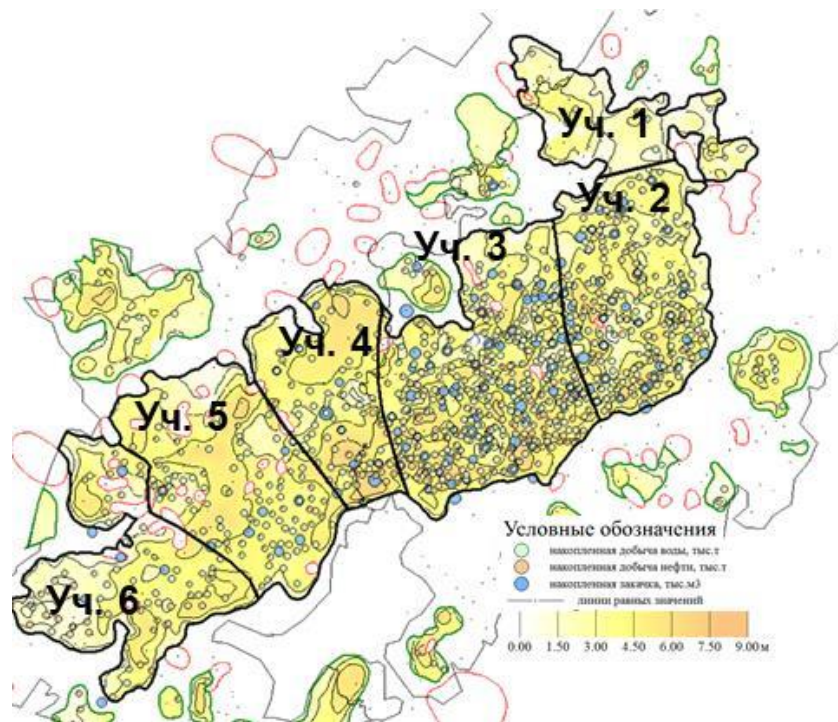 Уч. 1
Уч. 2
Уч. 3
Уч. 4
Уч. 5
Уч. 6
Условные обозначения
накопленная добыча воды, тыс.т
накопленная добыча нефти, тыс.т
накопленная закачка, тыс.м3
линии равных значений
0.00 1.50 3.00 4.50 6.00 7.50 9.00 м